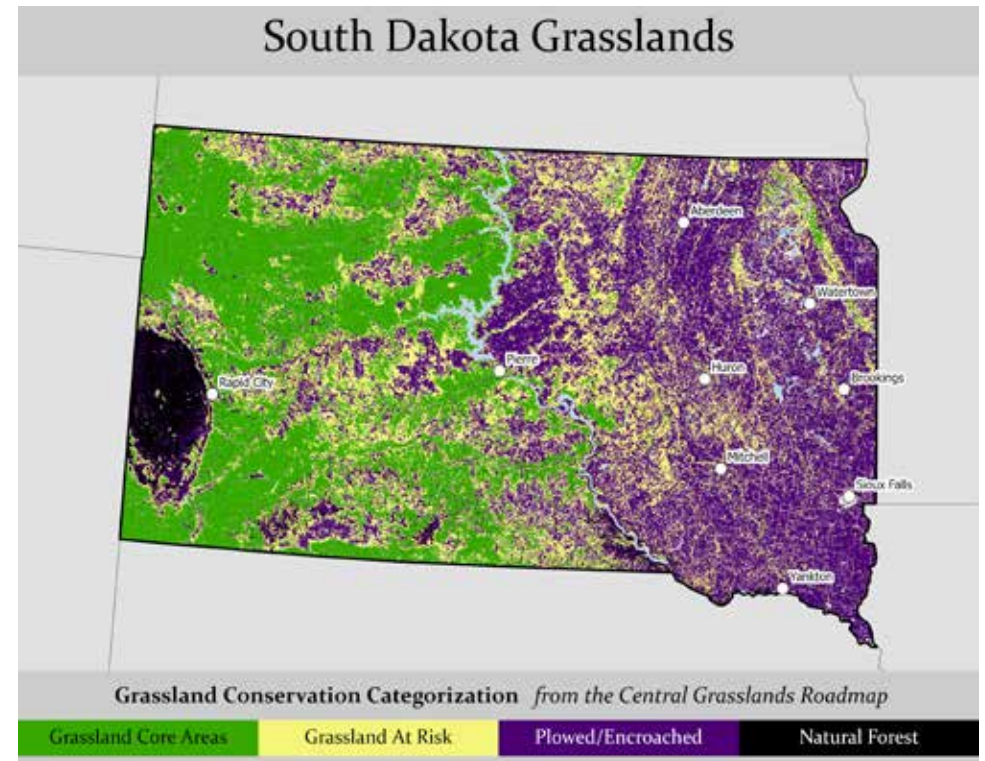 South Dakota Grasslands
Aberdeen
Watertown
Pierre
Huron
Brookings
Rapid City
Mitchell
Sioux Falls
Yankton
Grassland Conservation Categorization from the Central Grasslands Roadmap
Grassland Core Areas Grassland At Risk Plowed/Encroached Natural Forest